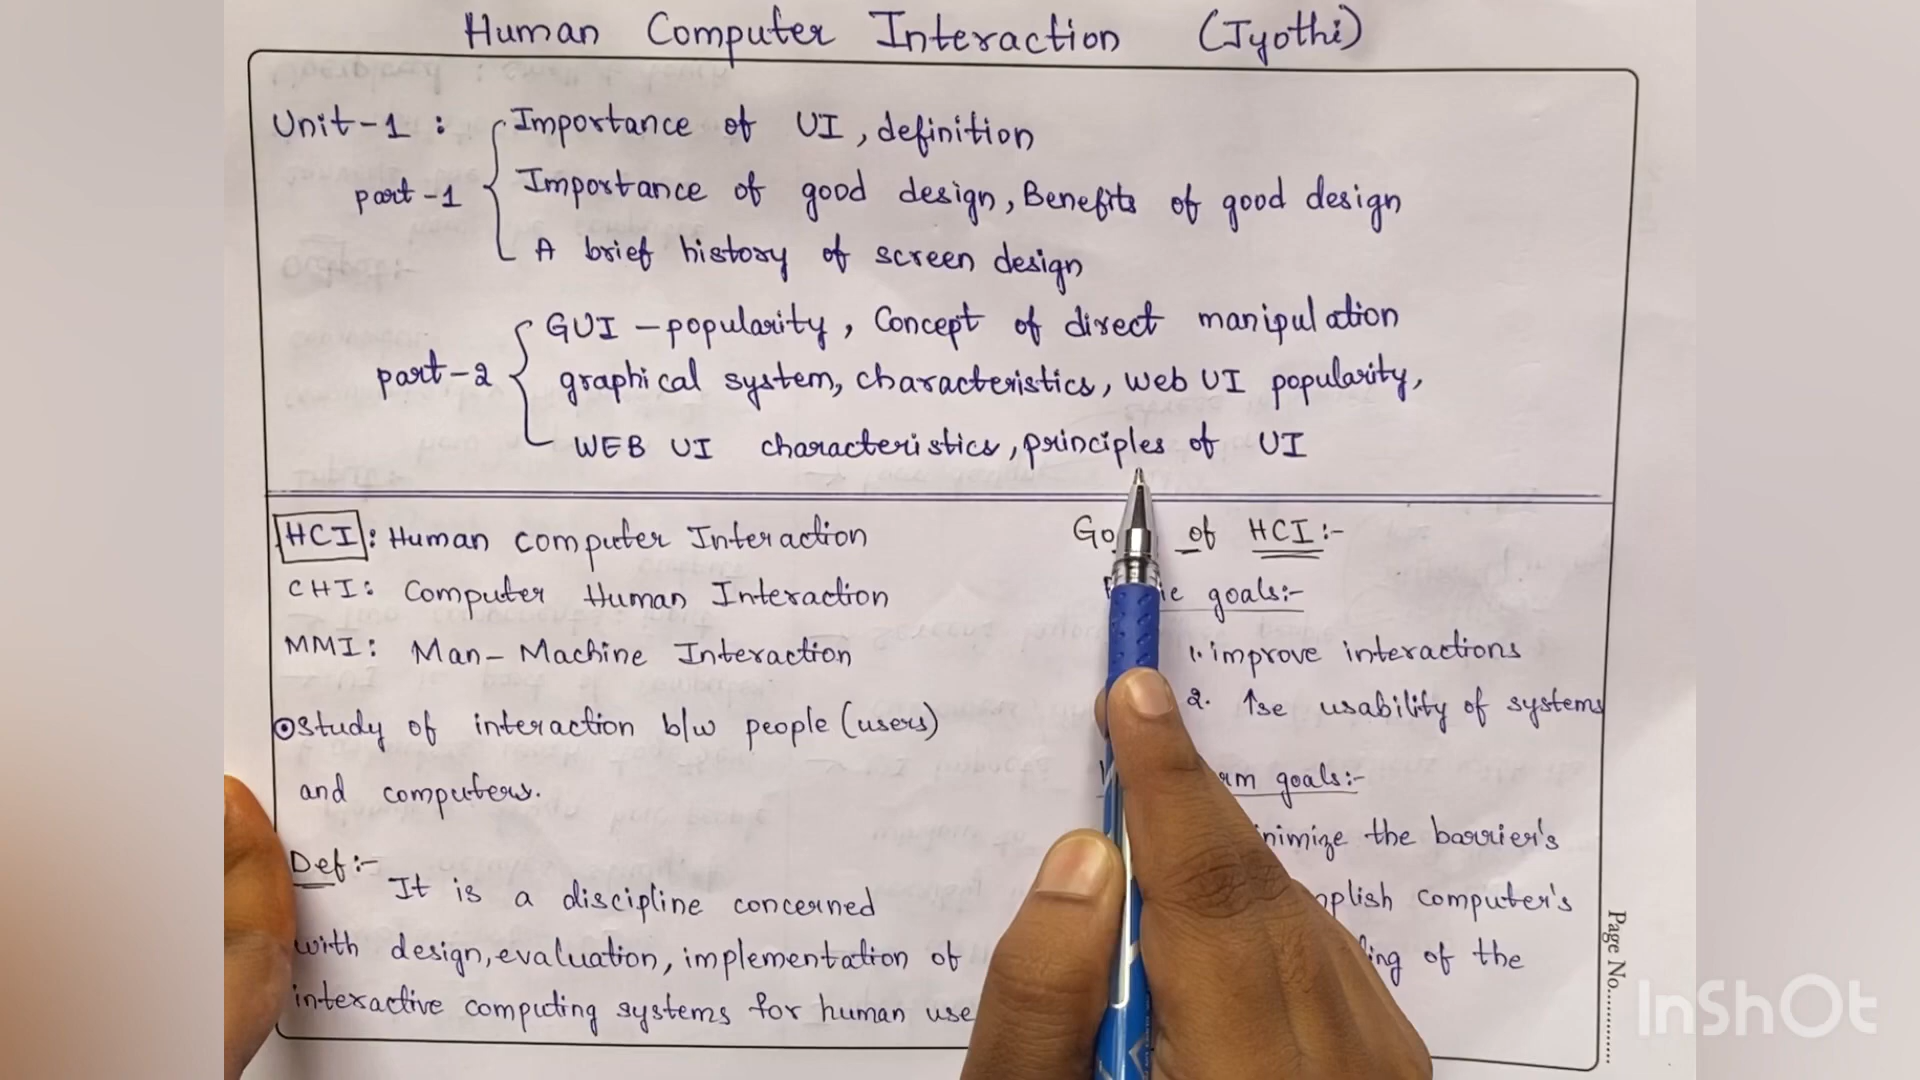 Human Computer Interaction (Jyothi)
Unit-1 : Importance of UI, definition
part-1 Importance of good design, Benefits of good design
A brief history of screen design
GUI - popularity, Concept of direct manipulation
part-2 graphical system, characteristics, Web UI popularity,
WEB UI characteristics, principles of UI
HCI: Human computer Interaction
CHI: Computer Human Interaction
MMI: Man-Machine Interaction
study of interaction b/w people (users)
and computers.
Def:-
It is a discipline concerned
with design, evaluation, implementation of
interactive computing systems for human use
of HCI:-
goals:-
1. improve interactions
2. ↑se usability of systems
goals:-
the barrier's
computer's
of the
Page No.............
InShOt